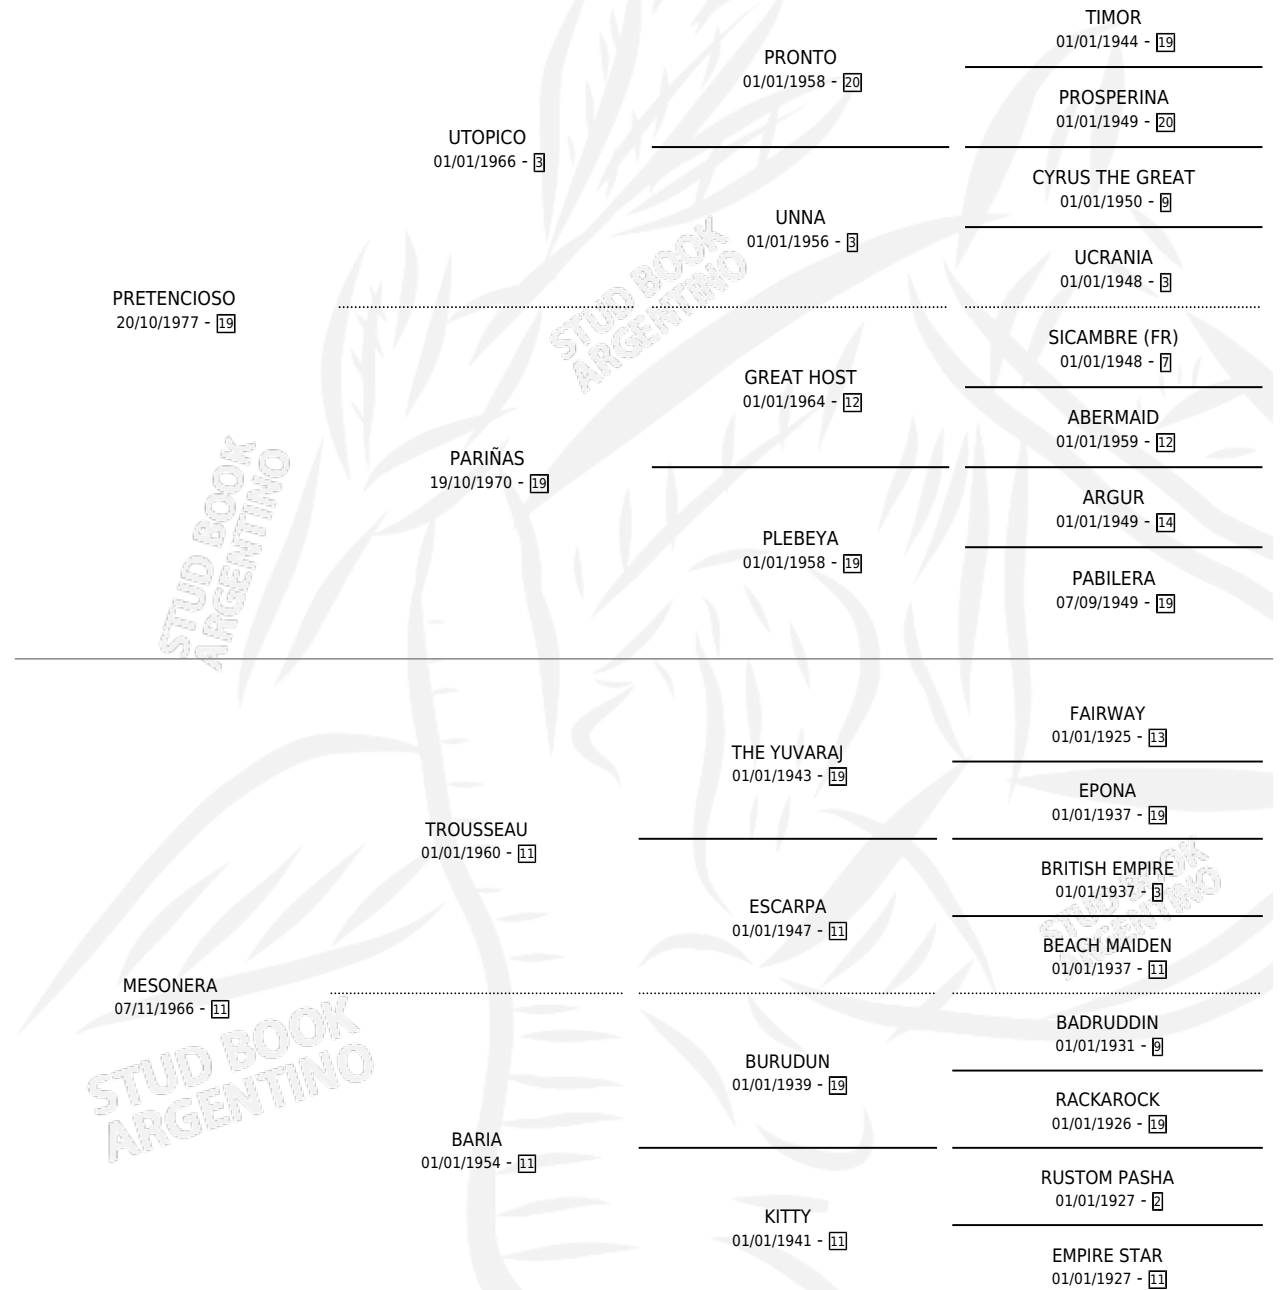 TIMOR
01/01/1944 - 19
PRONTO
01/01/1958 - 20
PROSPERINA
01/01/1949 - 20
UTOPICO
01/01/1966 - 3
CYRUS THE GREAT
01/01/1950 - 9
UNNA
01/01/1956 - 3
UCRANIA
01/01/1948 - 3
PRETENCIOSO
20/10/1977 - 19
SICAMBRE (FR)
01/01/1948 - 7
GREAT HOST
01/01/1964 - 12
ABERMAID
01/01/1959 - 12
PARIÑAS
19/10/1970 - 19
ARGUR
01/01/1949 - 14
PLEBEYA
01/01/1958 - 19
PABILERA
07/09/1949 - 19
STUD BOOK
ARGENTINO
STUD BOOK
ARGENTINO
FAIRWAY
01/01/1925 - 13
THE YUVARAJ
01/01/1943 - 19
EPONA
01/01/1937 - 19
TROUSSEAU
01/01/1960 - 11
BRITISH EMPIRE
01/01/1937 - 3
ESCARPA
01/01/1947 - 11
BEACH MAIDEN
01/01/1937 - 11
MESONERA
07/11/1966 - 11
BADRUDDIN
01/01/1931 - 9
BURUDUN
01/01/1939 - 19
RACKAROCK
01/01/1926 - 19
BARIA
01/01/1954 - 11
RUSTOM PASHA
01/01/1927 - 2
KITTY
01/01/1941 - 11
EMPIRE STAR
01/01/1927 - 11
STUD BOOK
ARGENTINO
STUD BOOK
ARGENTINO